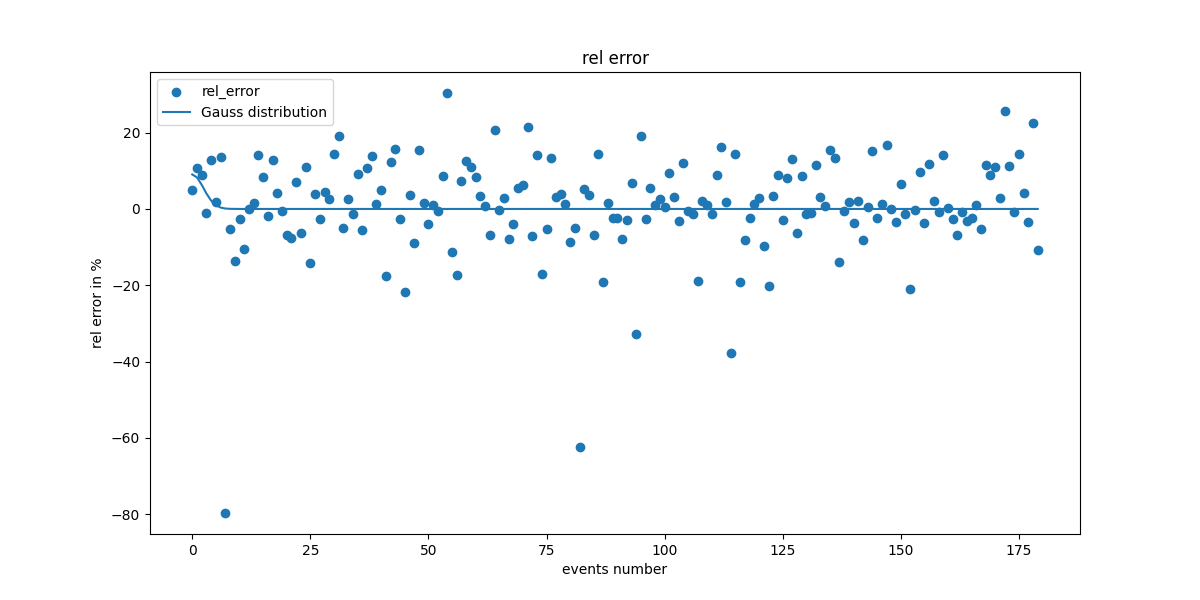 rel error
rel_error
Gauss distribution
rel error in %
20
0
−20
−40
−60
−80
0
25
50
75
100
125
150
175
events number